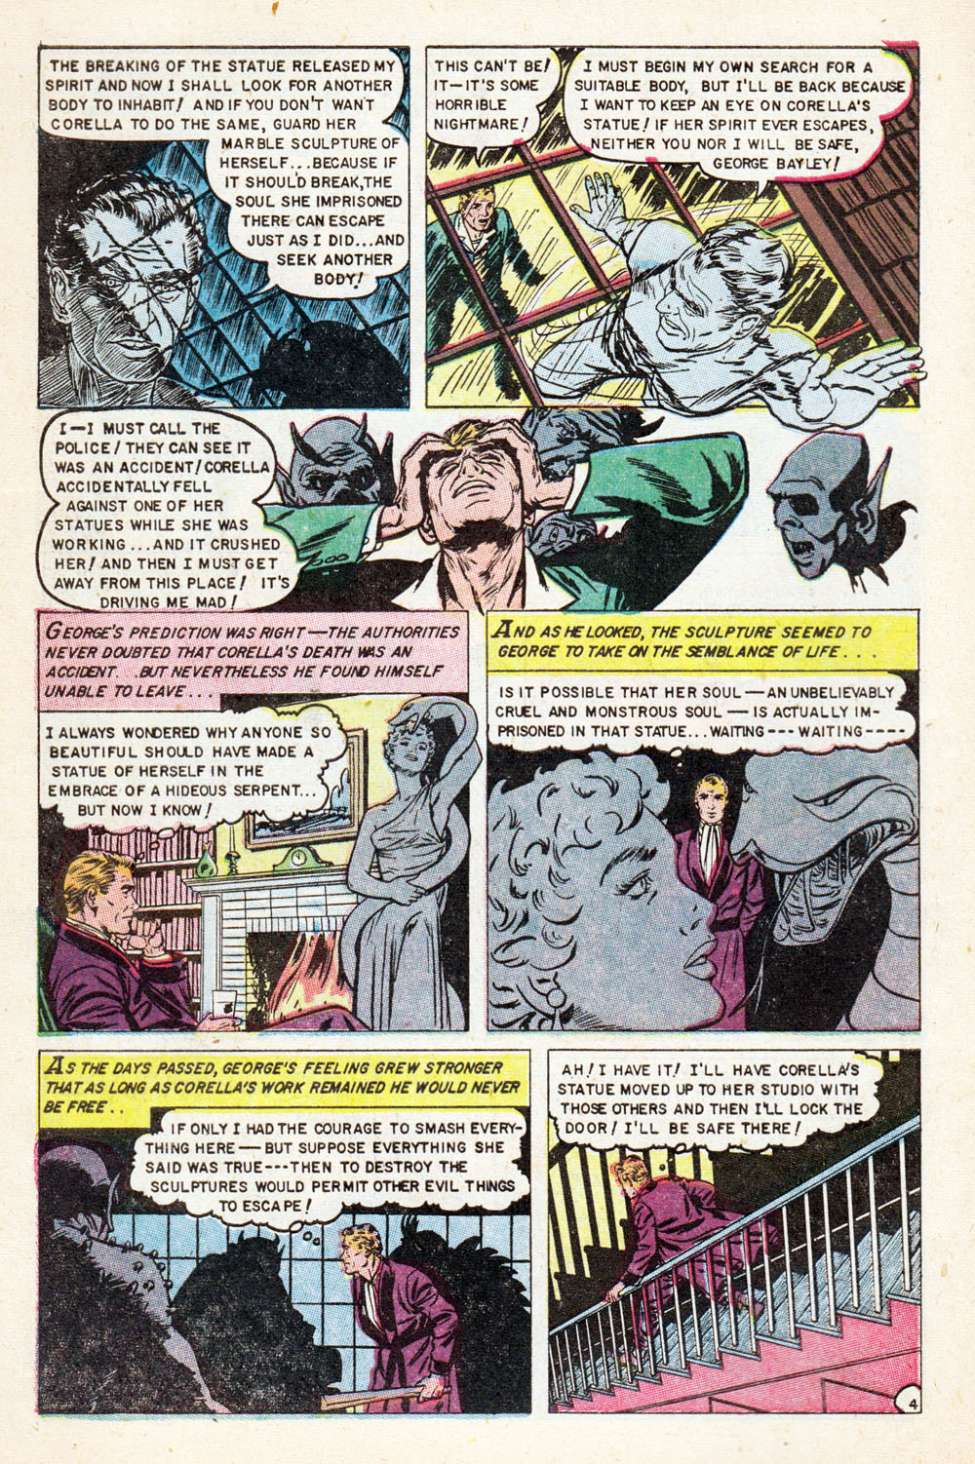 THE BREAKING OF THE STATUE RELEASED MY
SPIRIT AND NOW I SHALL LOOK FOR ANOTHER
BODY TO INHABIT! AND IF YOU DON'T WANT
CORELLA TO DO THE SAME, GUARD HER
MARBLE SCULPTURE OF
HERSELF...BECAUSE IF
IT SHOULD BREAK, THE
SOUL SHE IMPRISONED
THERE CAN ESCAPE
JUST AS I DID...AND
SEEK ANOTHER
BODY!
THIS CAN'T BE!
IT—IT'S SOME
HORRIBLE
NIGHTMARE!
I MUST BEGIN MY OWN SEARCH FOR A
SUITABLE BODY, BUT I'LL BE BACK BECAUSE
I WANT TO KEEP AN EYE ON CORELLA'S
STATUE! IF HER SPIRIT EVER ESCAPES,
NEITHER YOU NOR I WILL BE SAFE,
GEORGE BAYLEY!
I—I MUST CALL THE
POLICE! THEY CAN SEE IT
WAS AN ACCIDENT! CORELLA
ACCIDENTALLY FELL
AGAINST ONE OF HER
STATUES WHILE SHE WAS
WORKING...AND IT CRUSHED
HER! AND THEN I MUST GET
AWAY FROM THIS PLACE! IT'S
DRIVING ME MAD!
GEORGE'S PREDICTION WAS RIGHT—THE AUTHORITIES
NEVER DOUBTED THAT CORELLA'S DEATH WAS AN
ACCIDENT. ..BUT NEVERTHELESS HE FOUND HIMSELF
UNABLE TO LEAVE...
I ALWAYS WONDERED WHY ANYONE SO
BEAUTIFUL SHOULD HAVE MADE A
STATUE OF HERSELF IN THE
EMBRACE OF A HIDEOUS SERPENT...
BUT NOW I KNOW!
AND AS HE LOOKED, THE SCULPTURE SEEMED TO
GEORGE TO TAKE ON THE SEMBLANCE OF LIFE...
IS IT POSSIBLE THAT HER SOUL—AN UNBELIEVABLY
CRUEL AND MONSTROUS SOUL—IS ACTUALLY IM-
PRISONED IN THAT STATUE...WAITING---WAITING----
AS THE DAYS PASSED, GEORGE'S FEELING GREW STRONGER
THAT AS LONG AS CORELLA'S WORK REMAINED HE WOULD NEVER
BE FREE..
IF ONLY I HAD THE COURAGE TO SMASH EVERY-
THING HERE—BUT SUPPOSE EVERYTHING SHE
SAID WAS TRUE---THEN TO DESTROY THE
SCULPTURES WOULD PERMIT OTHER EVIL THINGS
TO ESCAPE!
AH! I HAVE IT! I'LL HAVE CORELLA'S
STATUE MOVED UP TO HER STUDIO WITH
THOSE OTHERS AND THEN I'LL LOCK THE
DOOR! I'LL BE SAFE THERE!
4